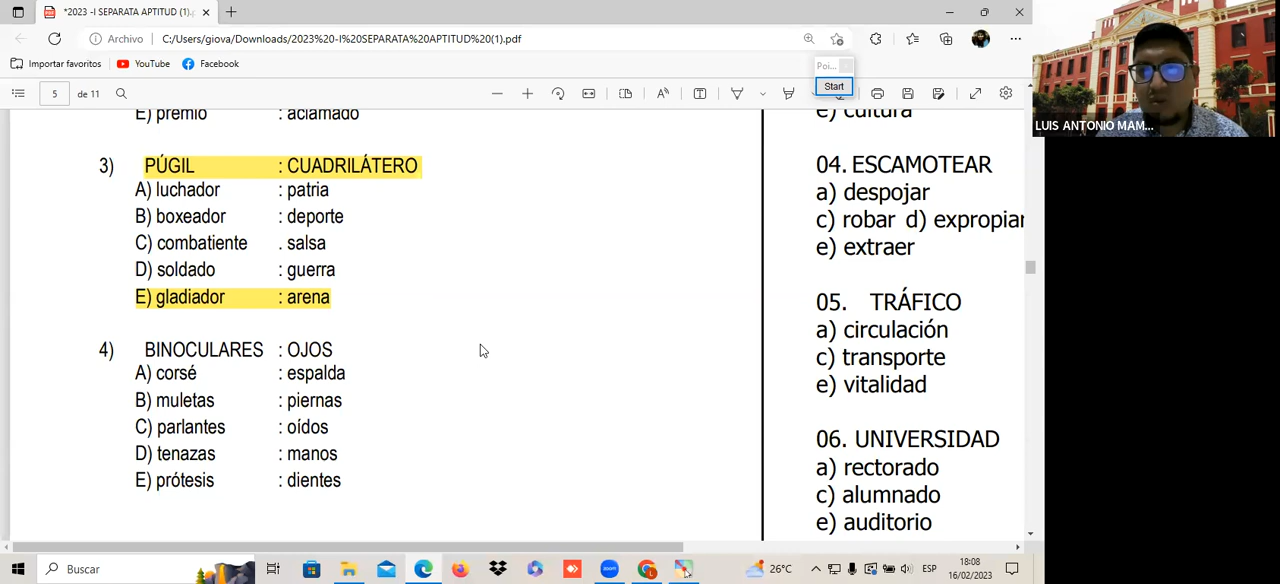 *2023 -I SEPARATA APTITUD (1).
Archivo
C:/Users/giova/Downloads/2023%20-I%20SEPARATA%20APTITUD%20(1).pdf
Importar favoritos
YouTube
Facebook
Poi...
Start
5 de 11
LUIS ANTONIO MAM...
E) premio : aclamado
3) PÚGIL : CUADRILÁTERO
A) luchador : patria
B) boxeador : deporte
C) combatiente . salsa
D) soldado : guerra
E) gladiador : arena
4) BINOCULARES : OJOS
A) corsé : espalda
B) muletas : piernas
C) parlantes : oídos
D) tenazas : manos
E) prótesis : dientes
e) cultura
04. ESCAMOTEAR
a) despojar
c) robar d) expropiar
e) extraer
05. TRÁFICO
a) circulación
c) transporte
e) vitalidad
06. UNIVERSIDAD
a) rectorado
c) alumnado
e) auditorio
Buscar
zoom
26°C
ESP
18:08
16/02/2023